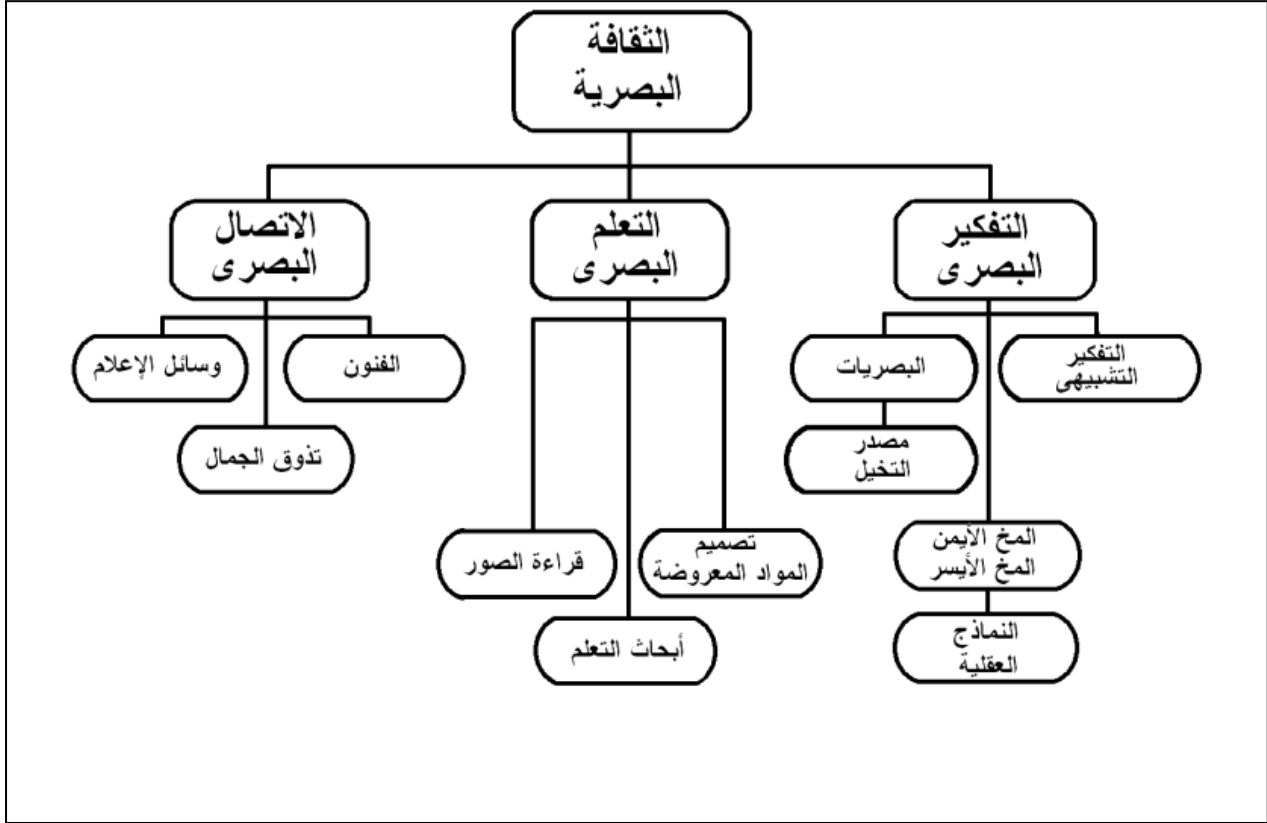 الثقافة
البصرية
التفكير
البصرى
التعلم
البصرى
الاتصال
البصرى
التفكير
التشبيهى
البصريات
الفنون
وسائل الإعلام
مصدر
التخيل
تذوق الجمال
المخ الأيمن
المخ الأيسر
تصميم
المواد المعروضة
قراءة الصور
النماذج
العقلية
أبحاث التعلم